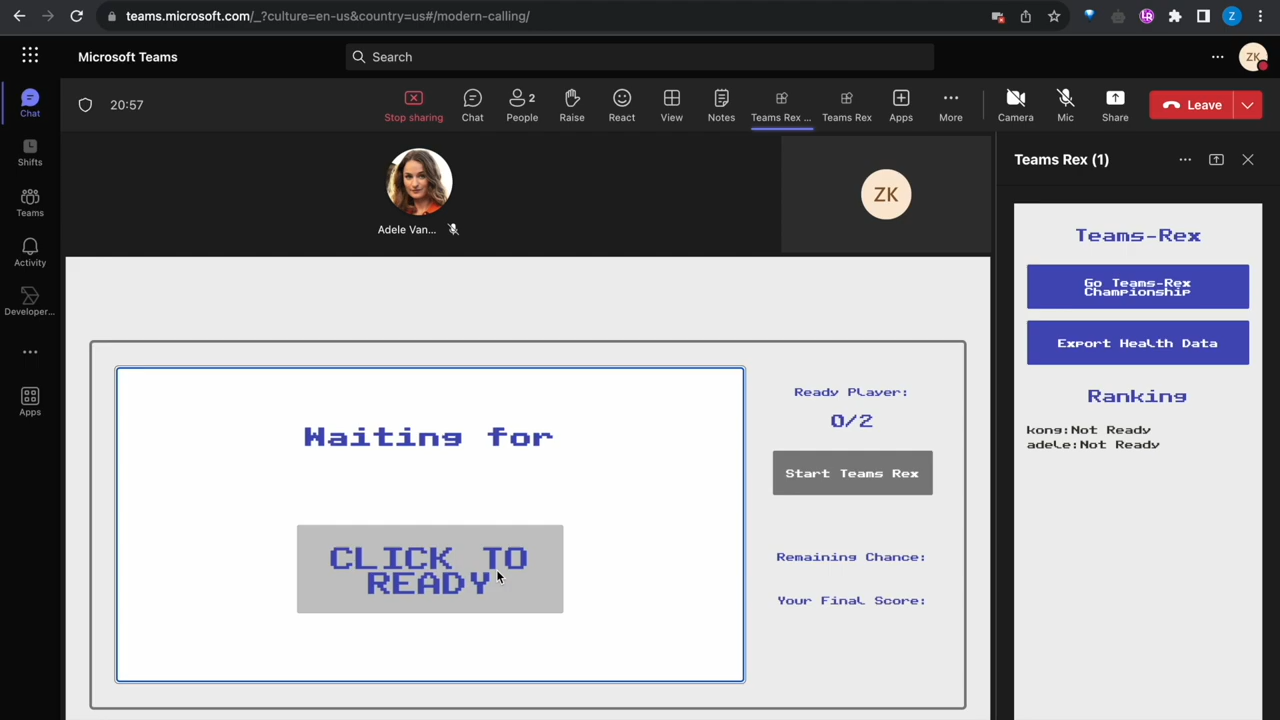 teams.microsoft.com/_?culture=en-us&country=us#/modern-calling/
Z
Microsoft Teams
Search
ZK
Chat
Shifts
Teams
Activity
Developer...
Apps
20:57
Stop sharing
Chat
2
People
Raise
React
View
Notes
Teams Rex ...
Teams Rex
Apps
More
Camera
Mic
Share
Leave
Adele Van...
ZK
Waiting for
CLICK TO
READY
Ready Player:
0/2
Start Teams Rex
Remaining Chance:
Your Final Score:
Teams Rex (1)
Teams-Rex
Go Teams-Rex
Championship
Export Health Data
Ranking
kong:Not Ready
adele:Not Ready